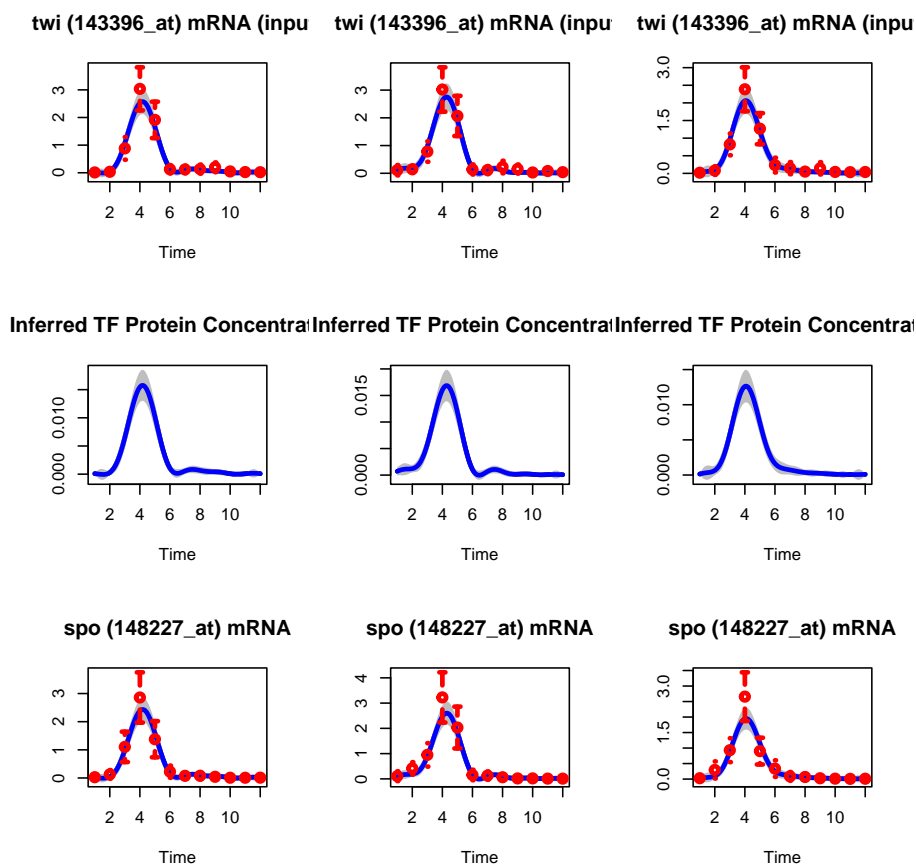 twi (143396_at) mRNA (inpu twi (143396_at) mRNA (inpu twi (143396_at) mRNA (inpu
0 1 2 3
2 4 6 8 10
Time
0 1 2 3
2 4 6 8 10
Time
0.0 1.5 3.0
2 4 6 8 10
Time
Inferred TF Protein Concentrat Inferred TF Protein Concentrat Inferred TF Protein Concentrat
0.000 0.010
2 4 6 8 10
Time
0.000 0.015
2 4 6 8 10
Time
0.000 0.010
2 4 6 8 10
Time
spo (148227_at) mRNA spo (148227_at) mRNA spo (148227_at) mRNA
0 1 2 3
2 4 6 8 10
Time
0 1 2 3 4
2 4 6 8 10
Time
0.0 1.5 3.0
2 4 6 8 10
Time